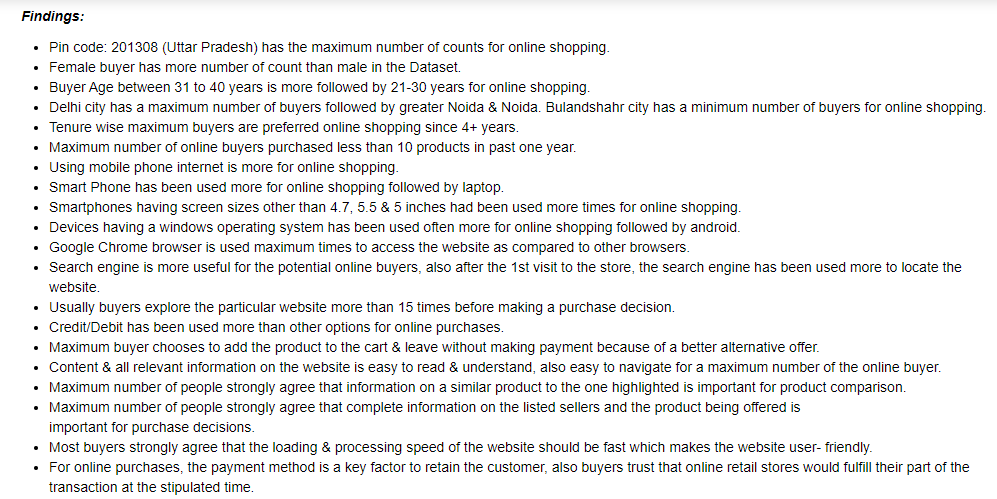 Findings:
• Pin code: 201308 (Uttar Pradesh) has the maximum number of counts for online shopping.
• Female buyer has more number of count than male in the Dataset.
• Buyer Age between 31 to 40 years is more followed by 21-30 years for online shopping.
• Delhi city has a maximum number of buyers followed by greater Noida & Noida. Bulandshahr city has a minimum number of buyers for online shopping.
• Tenure wise maximum buyers are preferred online shopping since 4+ years.
• Maximum number of online buyers purchased less than 10 products in past one year.
• Using mobile phone internet is more for online shopping.
• Smart Phone has been used more for online shopping followed by laptop.
• Smartphones having screen sizes other than 4.7, 5.5 & 5 inches had been used more times for online shopping.
• Devices having a windows operating system has been used often more for online shopping followed by android.
• Google Chrome browser is used maximum times to access the website as compared to other browsers.
• Search engine is more useful for the potential online buyers, also after the 1st visit to the store, the search engine has been used more to locate the
website.
• Usually buyers explore the particular website more than 15 times before making a purchase decision.
• Credit/Debit has been used more than other options for online purchases.
• Maximum buyer chooses to add the product to the cart & leave without making payment because of a better alternative offer.
• Content & all relevant information on the website is easy to read & understand, also easy to navigate for a maximum number of the online buyer.
• Maximum number of people strongly agree that information on a similar product to the one highlighted is important for product comparison.
• Maximum number of people strongly agree that complete information on the listed sellers and the product being offered is
important for purchase decisions.
• Most buyers strongly agree that the loading & processing speed of the website should be fast which makes the website user- friendly.
• For online purchases, the payment method is a key factor to retain the customer, also buyers trust that online retail stores would fulfill their part of the
transaction at the stipulated time.